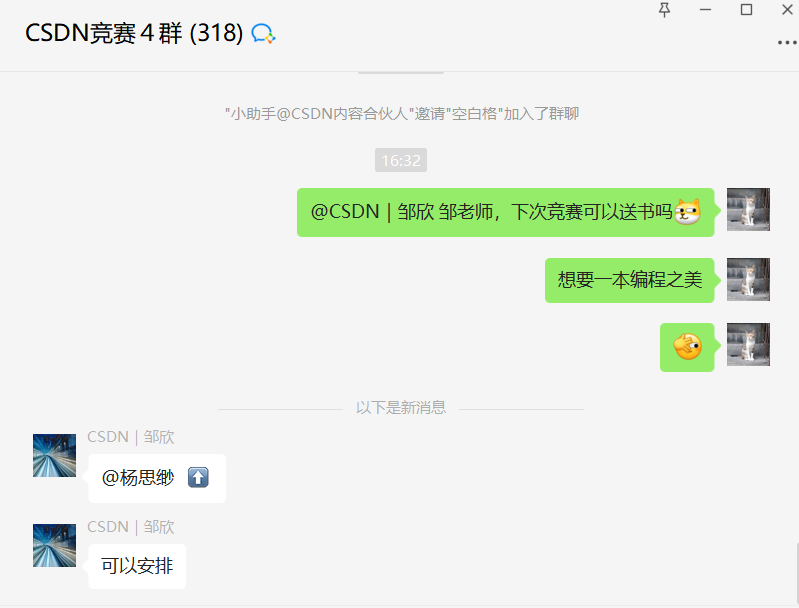 CSDN竞赛４群 (318)
"小助手@CSDN内容合伙人"邀请"空白格"加入了群聊
16:32
@CSDN｜邹欣 邹老师，下次竞赛可以送书吗
想要一本编程之美
以下是新消息
CSDN｜邹欣
@杨思缈
CSDN｜邹欣
可以安排